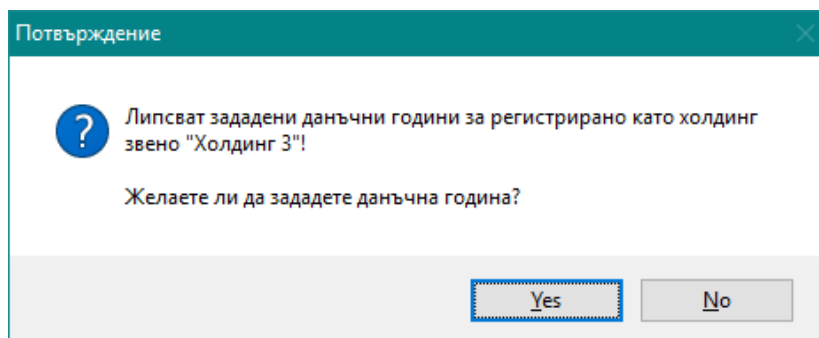 Потвърждение
Липсват зададени данъчни години за регистрирано като холдинг
звено "Холдинг 3"!
Желаете ли да зададете данъчна година?
Yes
No